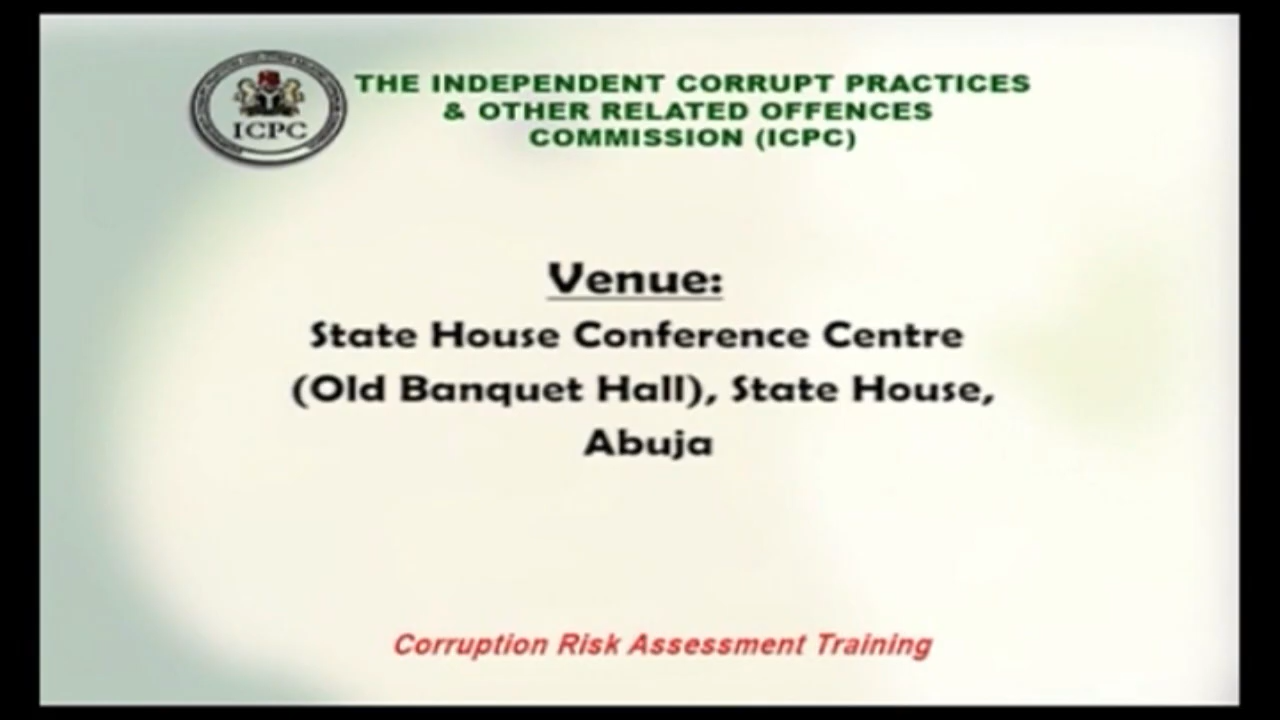 THE INDEPENDENT CORRUPT PRACTICES
& OTHER RELATED OFFENCES
COMMISSION (ICPC)
ICPC
Venue:
State House Conference Centre
(Old Banquet Hall), State House,
Abuja
Corruption Risk Assessment Training